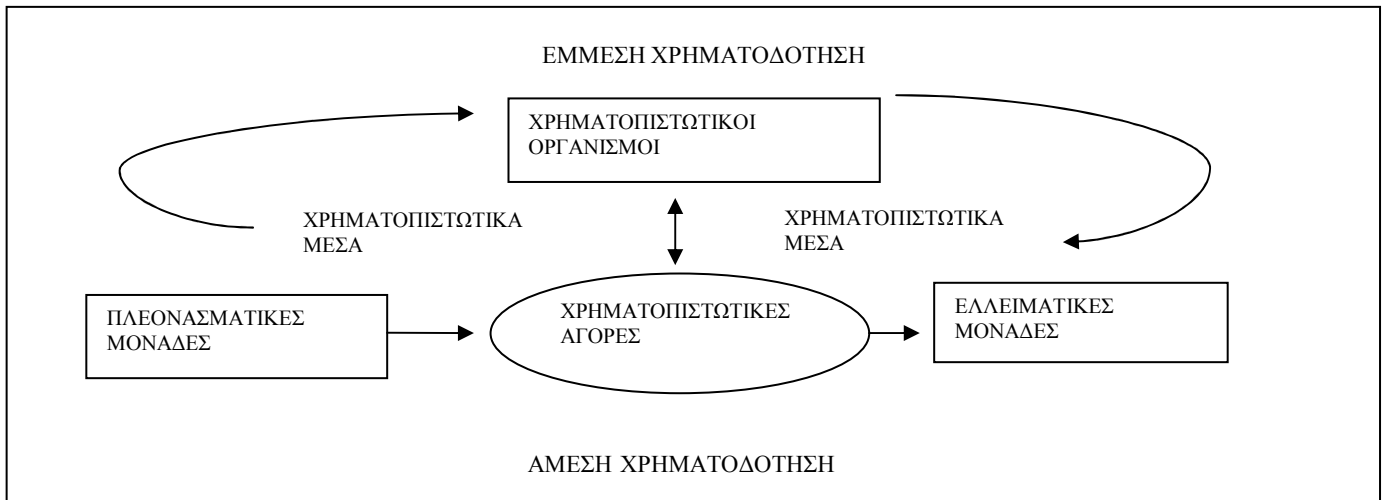 ΕΜΜΕΣΗ ΧΡΗΜΑΤΟΔΟΤΗΣΗ
ΧΡΗΜΑΤΟΠΙΣΤΩΤΙΚΟΙ
ΟΡΓΑΝΙΣΜΟΙ
ΧΡΗΜΑΤΟΠΙΣΤΩΤΙΚΑ
ΜΕΣΑ
ΧΡΗΜΑΤΟΠΙΣΤΩΤΙΚΑ
ΜΕΣΑ
ΠΛΕΟΝΑΣΜΑΤΙΚΕΣ
ΜΟΝΑΔΕΣ
ΧΡΗΜΑΤΟΠΙΣΤΩΤΙΚΕΣ
ΑΓΟΡΕΣ
ΕΛΛΕΙΜΑΤΙΚΕΣ
ΜΟΝΑΔΕΣ
ΑΜΕΣΗ ΧΡΗΜΑΤΟΔΟΤΗΣΗ